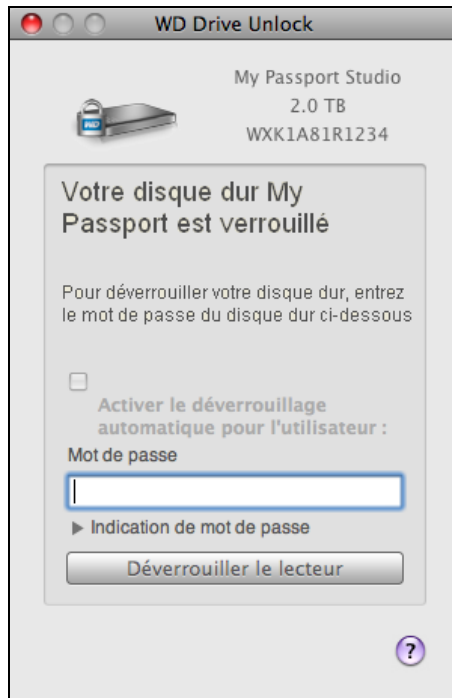 WD Drive Unlock
My Passport Studio
2.0 TB
WXK1A81R1234
WD
Votre disque dur My
Passport est verrouillé
Pour déverrouiller votre disque dur, entrez
le mot de passe du disque dur ci-dessous
Activer le déverrouillage
automatique pour l'utilisateur :
Mot de passe
Indication de mot de passe
Déverrouiller le lecteur
?